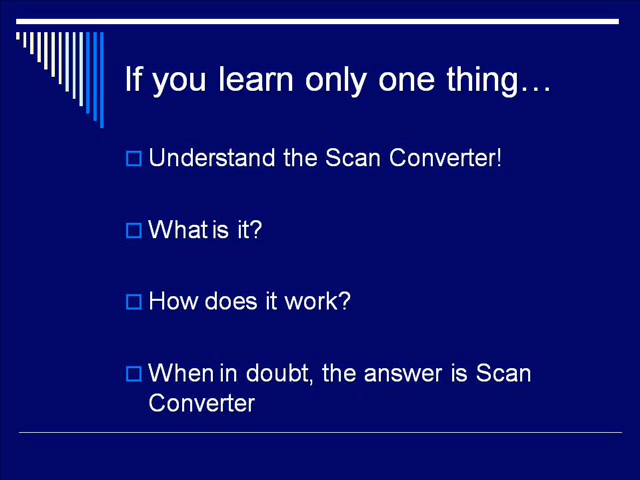 If you learn only one thing…
Understand the Scan Converter!
What is it?
How does it work?
When in doubt, the answer is Scan
Converter